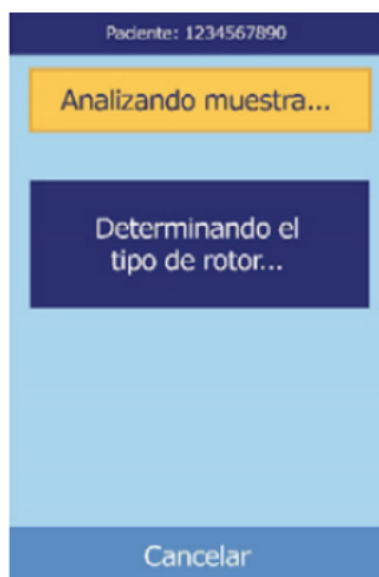 Paciente: 1234567890
Analizando muestra...
Determinando el
tipo de rotor...
Cancelar